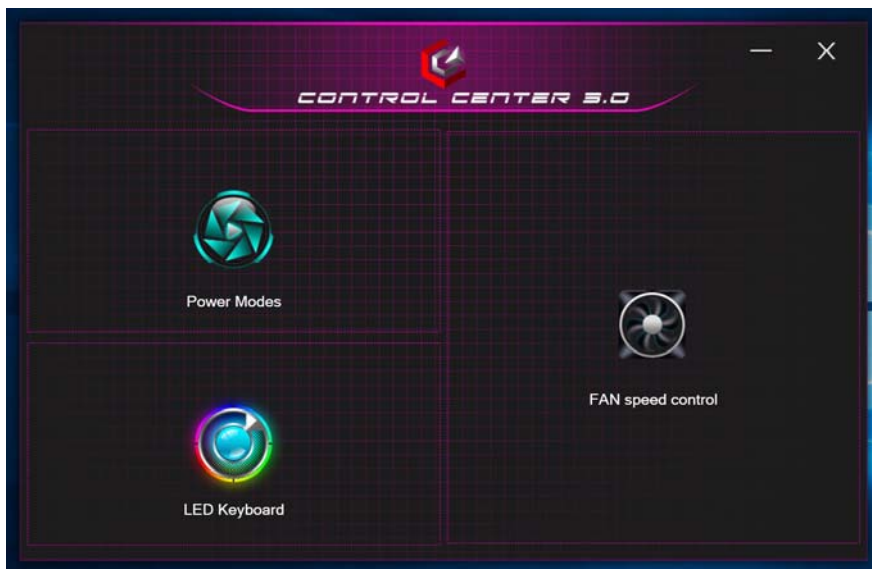 CONTROL CENTER 3.0
Power Modes
FAN speed control
LED Keyboard